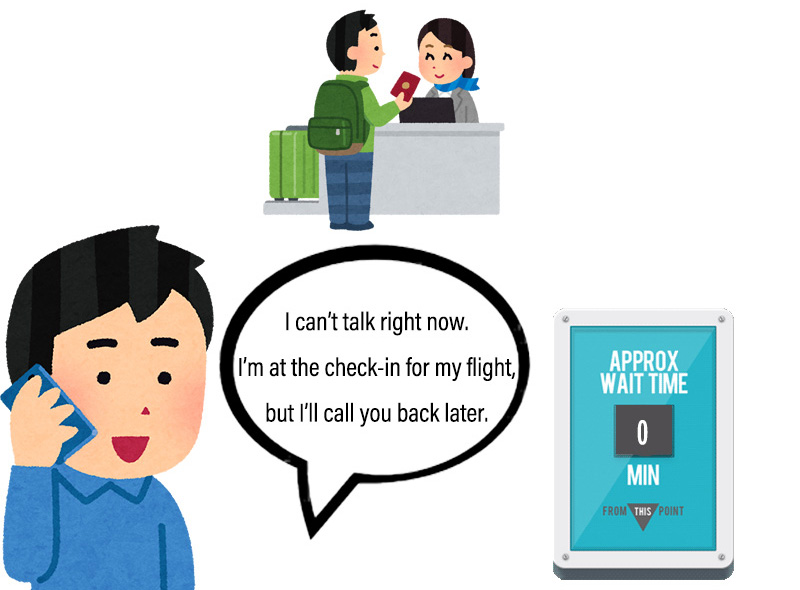 I can't talk right now.
I'm at the check-in for my flight,
but I'll call you back later.
APPROX
WAIT TIME
0
MIN
FROM THIS POINT